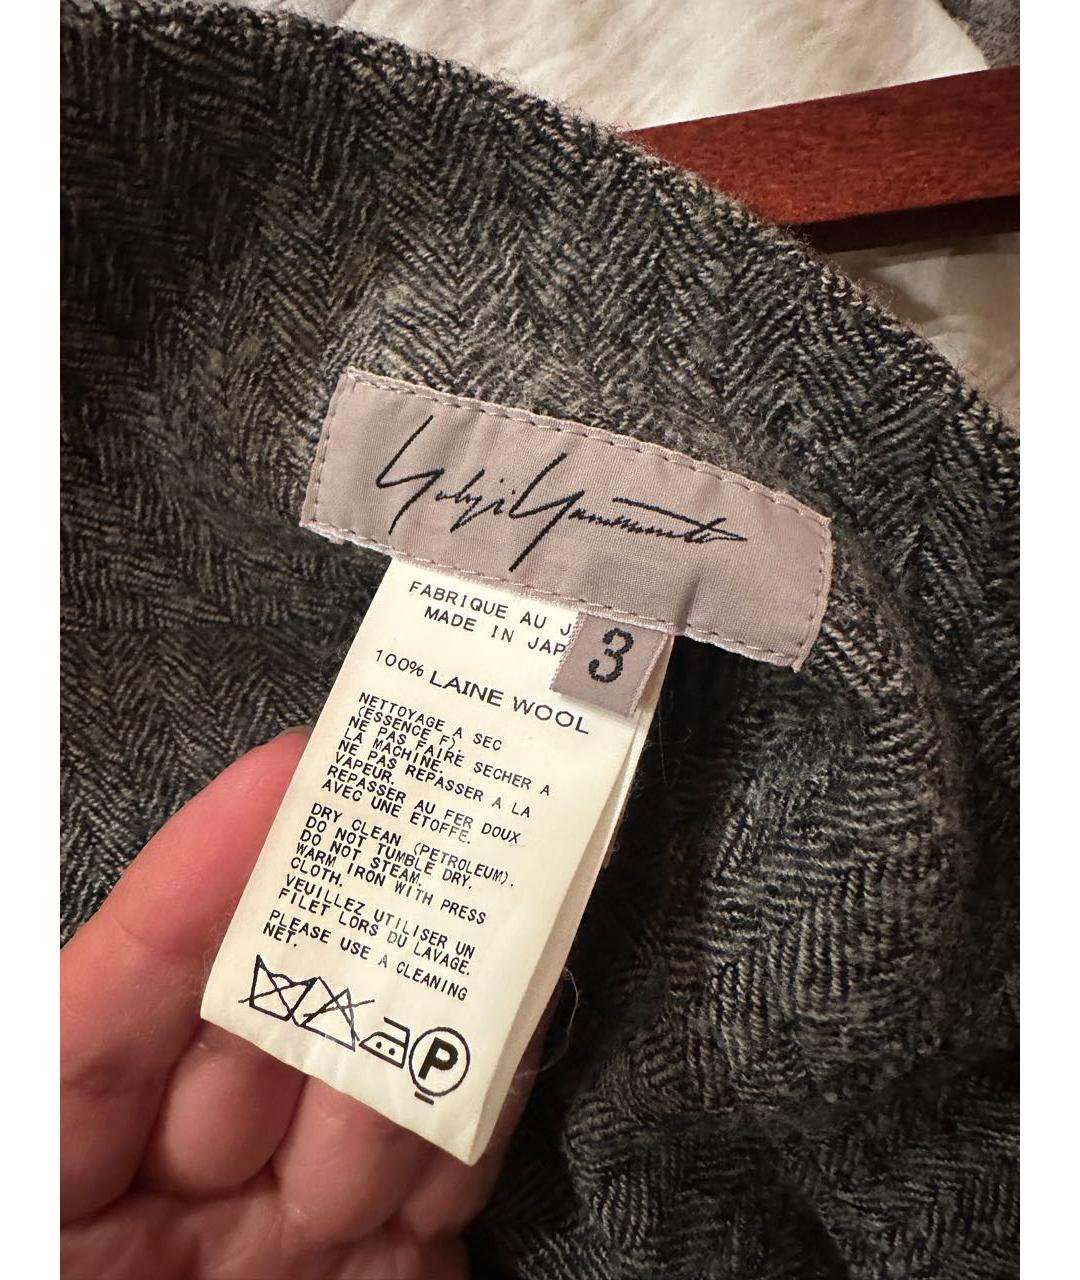 Yohji Yamamoto
3
FABRIQUE AU J
MADE IN JAP
100% LAINE WOOL
NETTOYAGE A SEC
(ESSENCE F).
NE PAS FAIRE SECHER A
LA MACHINE.
NE PAS REPASSER A LA
VAPEUR.
REPASSER AU FER DOUX
AVEC UNE ETOFFE.
DRY CLEAN (PETROLEUM).
DO NOT TUMBLE DRY.
DO NOT STEAM.
WARM IRON WITH PRESS
CLOTH.
VEUILLEZ UTILISER UN
FILET LORS DU LAVAGE.
PLEASE USE A CLEANING
NET.
P